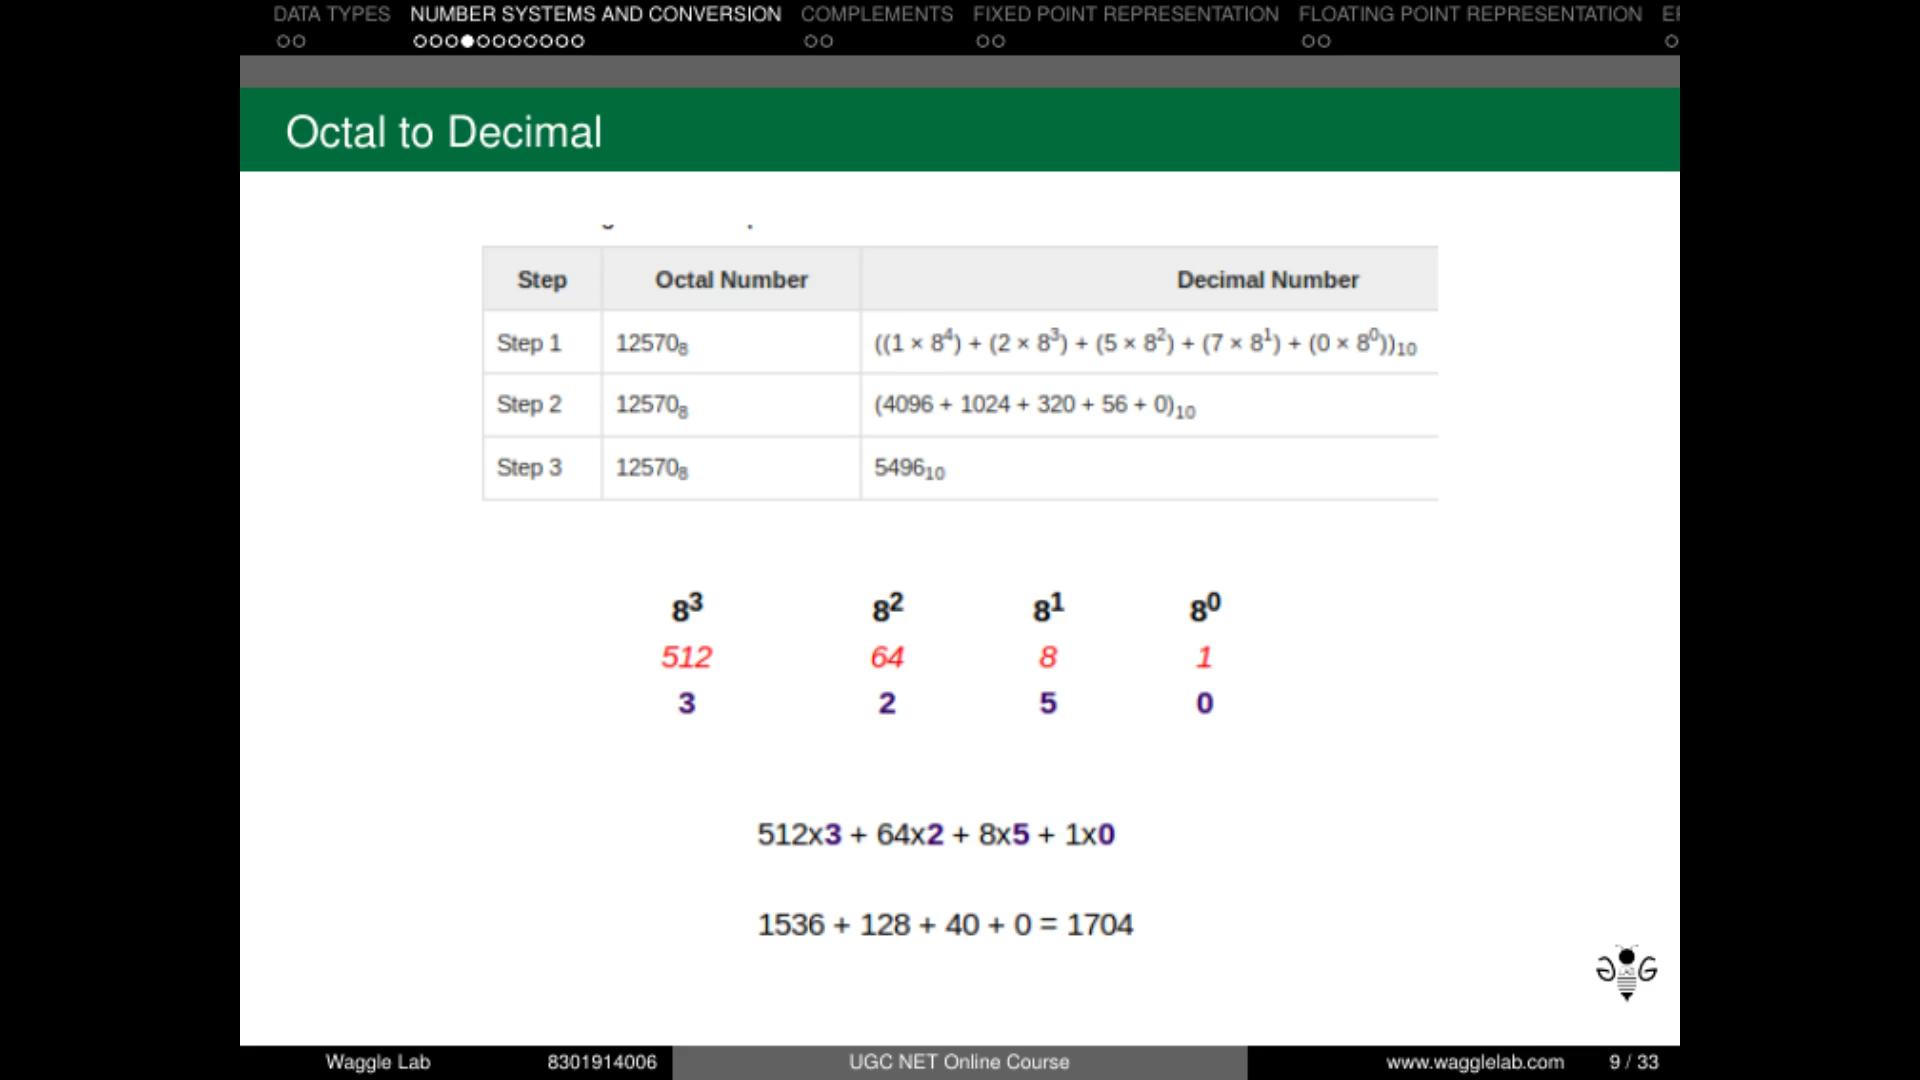 DATA TYPES NUMBER SYSTEMS AND CONVERSION COMPLEMENTS FIXED POINT REPRESENTATION FLOATING POINT REPRESENTATION
Octal to Decimal
Step Octal Number Decimal Number
Step 1 12570₈ ((1 × 8⁴) + (2 × 8³) + (5 × 8²) + (7 × 8¹) + (0 × 8⁰))₁₀
Step 2 12570₈ (4096 + 1024 + 320 + 56 + 0)₁₀
Step 3 12570₈ 5496₁₀
8³ 8² 8¹ 8⁰
512 64 8 1
3 2 5 0
512x3 + 64x2 + 8x5 + 1x0
1536 + 128 + 40 + 0 = 1704
Waggle Lab 8301914006 UGC NET Online Course www.wagglelab.com 9 / 33